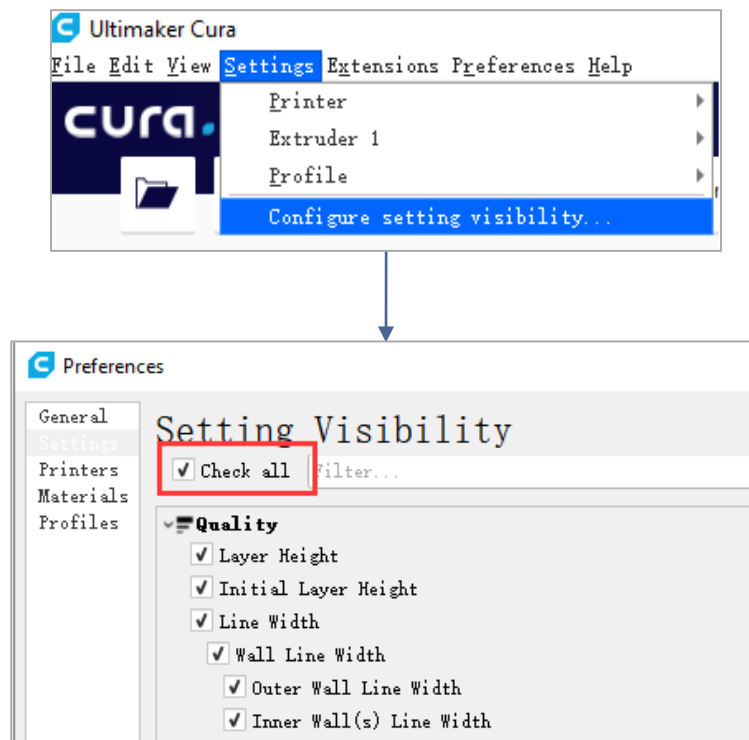 Ultimaker Cura
File Edit View Settings Extensions Preferences Help
cura.
Printer
Extruder 1
Profile
Configure setting visibility...
Preferences
General
Settings
Printers
Materials
Profiles
Setting Visibility
Check all
Filter...
Quality
Layer Height
Initial Layer Height
Line Width
Wall Line Width
Outer Wall Line Width
Inner Wall(s) Line Width